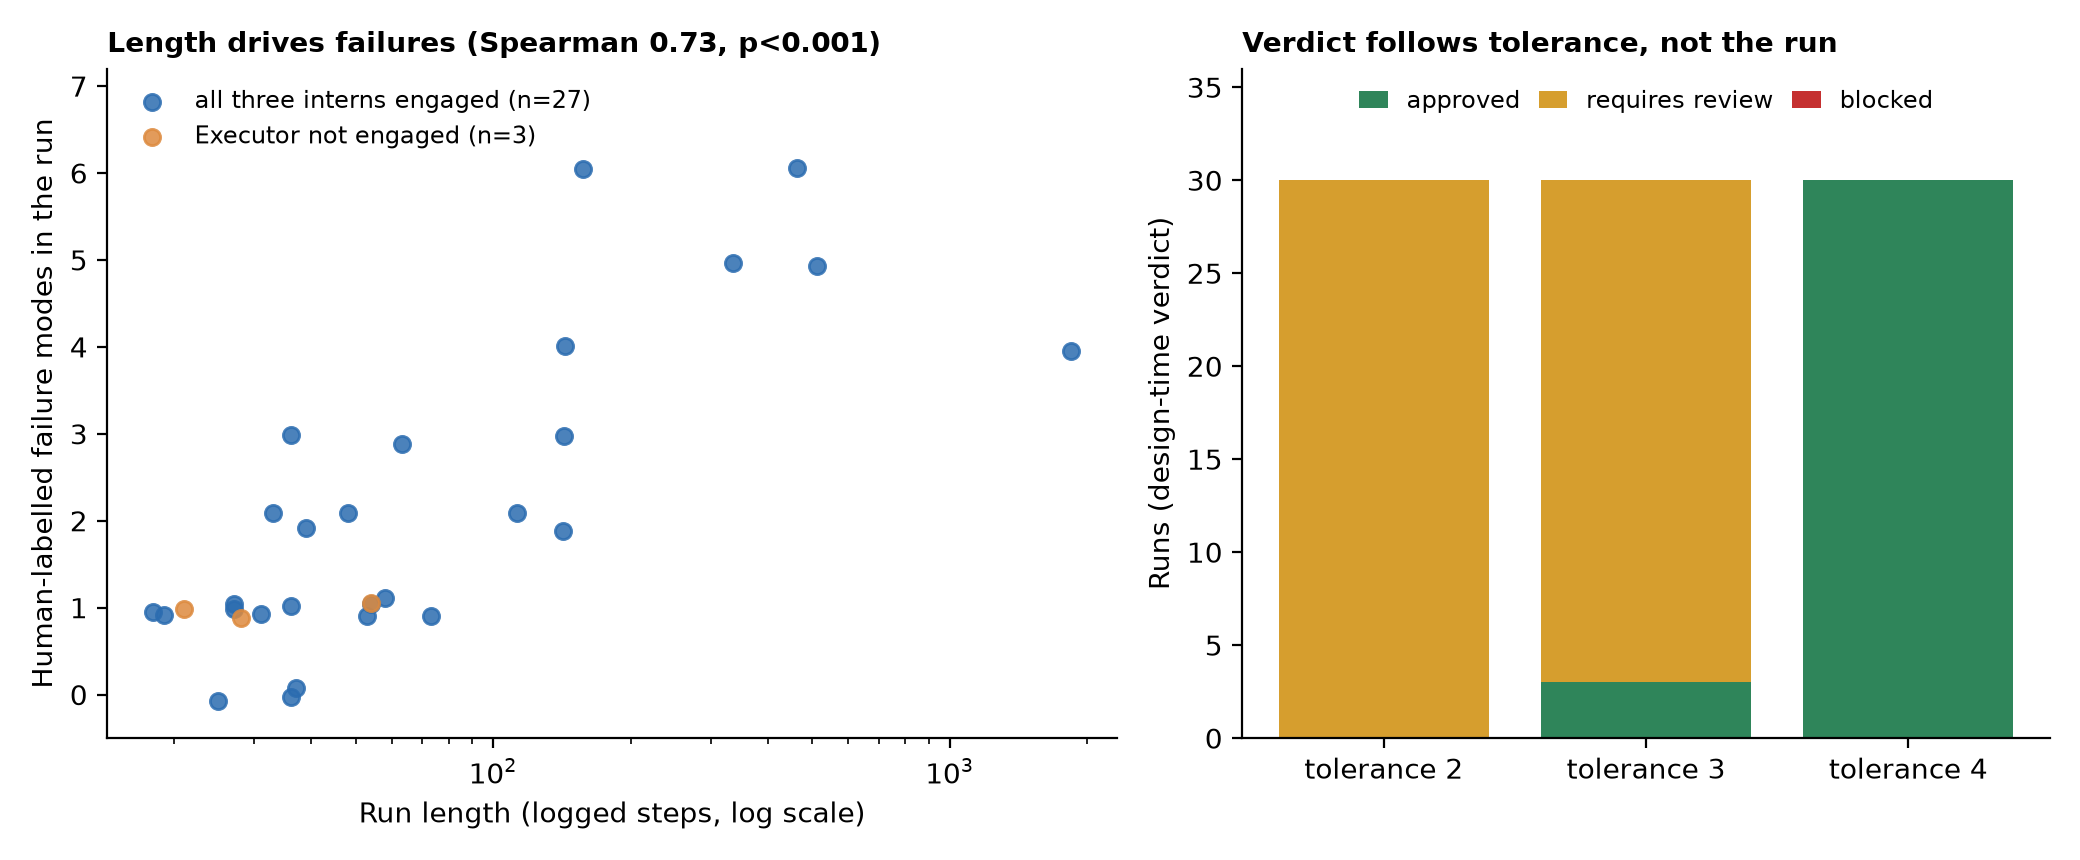 Length drives failures (Spearman 0.73, p<0.001)
all three interns engaged (n=27)
Executor not engaged (n=3)
Human-labelled failure modes in the run
7
6
5
4
3
2
1
0
10²
10³
Run length (logged steps, log scale)
Verdict follows tolerance, not the run
approved
requires review
blocked
Runs (design-time verdict)
35
30
25
20
15
10
5
0
tolerance 2
tolerance 3
tolerance 4